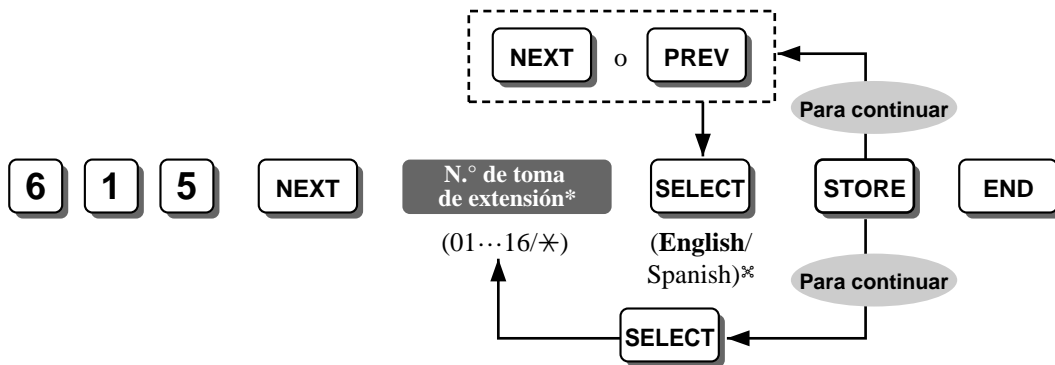 NEXT o PREV
Para continuar
6 1 5 NEXT N.° de toma de extensión* SELECT STORE END
(01···16/✳) (English/
Spanish)⌘
Para continuar
SELECT